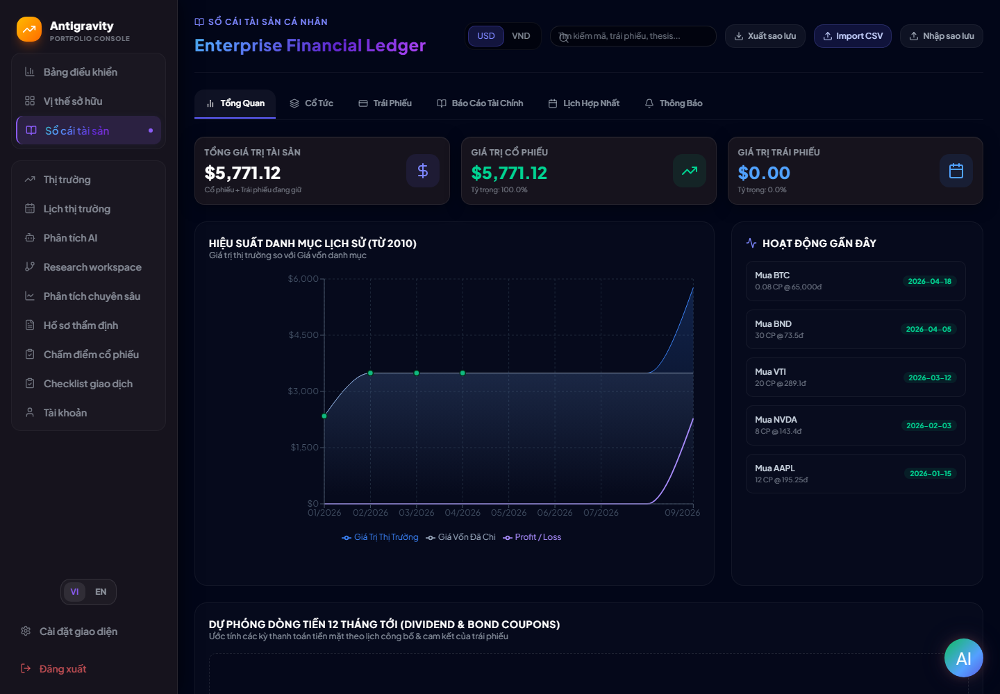 Antigravity
PORTFOLIO CONSOLE
Bảng điều khiển
Vị thế sở hữu
Sổ cái tài sản
Thị trường
Lịch thị trường
Phân tích AI
Research workspace
Phân tích chuyên sâu
Hồ sơ thẩm định
Chấm điểm cổ phiếu
Checklist giao dịch
Tài khoản
VI EN
Cài đặt giao diện
Đăng xuất
SỔ CÁI TÀI SẢN CÁ NHÂN
Enterprise Financial Ledger
USD VND
Tìm kiếm mã, trái phiếu, thesis...
Xuất sao lưu
Import CSV
Nhập sao lưu
Tổng Quan
Cổ Tức
Trái Phiếu
Báo Cáo Tài Chính
Lịch Hợp Nhất
Thông Báo
TỔNG GIÁ TRỊ TÀI SẢN
$5,771.12
Cổ phiếu + Trái phiếu đang giữ
GIÁ TRỊ CỔ PHIẾU
$5,771.12
Tỷ trọng: 100.0%
GIÁ TRỊ TRÁI PHIẾU
$0.00
Tỷ trọng: 0.0%
HIỆU SUẤT DANH MỤC LỊCH SỬ (TỪ 2010)
Giá trị thị trường so với Giá vốn danh mục
$6,000
$4,500
$3,000
$1,500
$0
01/2026 02/2026 03/2026 04/2026 05/2026 06/2026 07/2026 09/2026
Giá Trị Thị Trường Giá Vốn Đã Chi Profit / Loss
HOẠT ĐỘNG GẦN ĐÂY
Mua BTC
0.08 CP @ 65,000đ
2026-04-18
Mua BND
30 CP @ 73.5đ
2026-04-05
Mua VTI
20 CP @ 289.1đ
2026-03-12
Mua NVDA
8 CP @ 143.4đ
2026-02-03
Mua AAPL
12 CP @ 195.25đ
2026-01-15
DỰ PHÓNG DÒNG TIỀN 12 THÁNG TỚI (DIVIDEND & BOND COUPONS)
Ước tính các kỳ thanh toán tiền mặt theo lịch công bố & cam kết của trái phiếu
AI